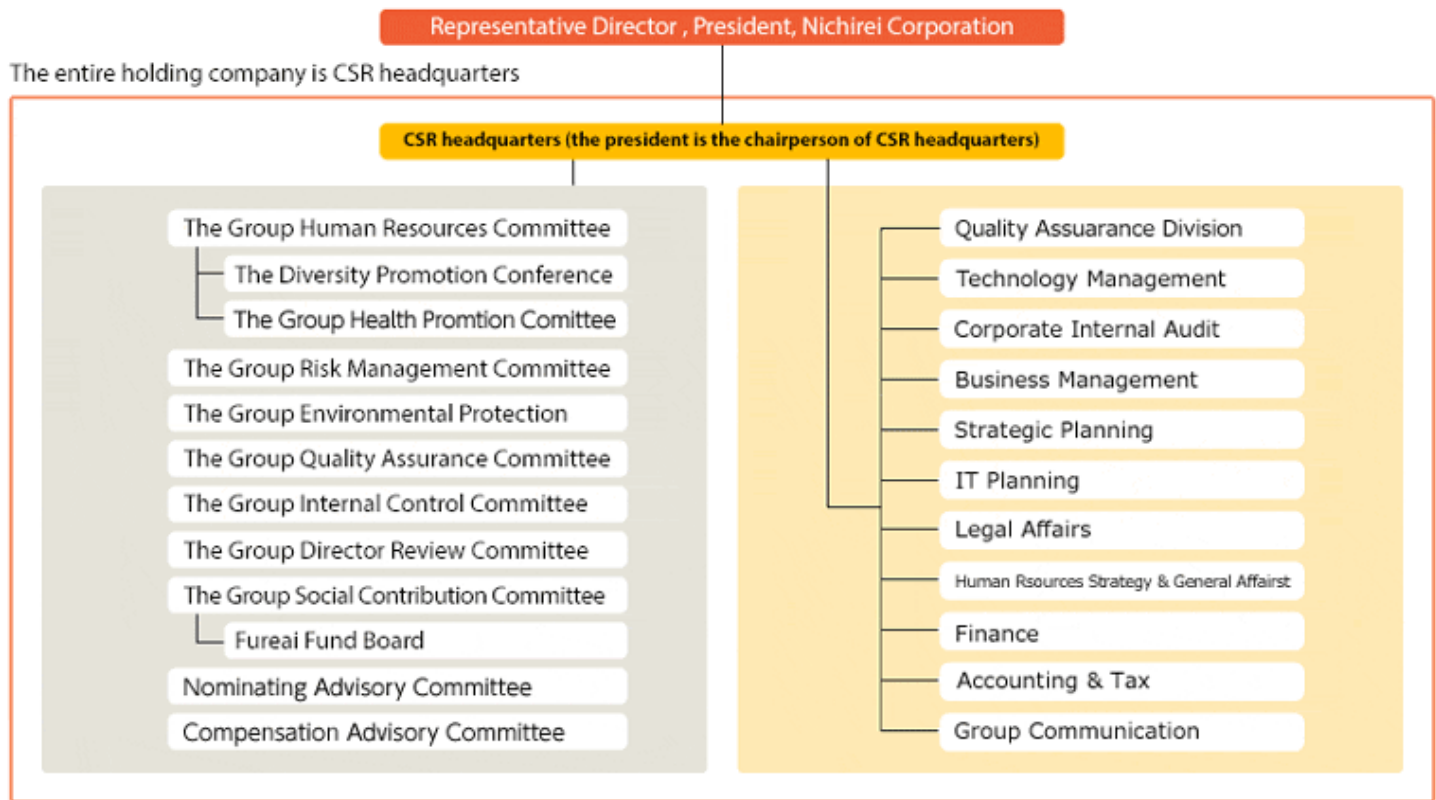 Representative Director , President, Nichirei Corporation
The entire holding company is CSR headquarters
CSR headquarters (the president is the chairperson of CSR headquarters)
The Group Human Resources Committee
The Diversity Promotion Conference
The Group Health Promtion Comittee
The Group Risk Management Committee
The Group Environmental Protection
The Group Quality Assurance Committee
The Group Internal Control Committee
The Group Director Review Committee
The Group Social Contribution Committee
Fureai Fund Board
Nominating Advisory Committee
Compensation Advisory Committee
Quality Assuarance Division
Technology Management
Corporate Internal Audit
Business Management
Strategic Planning
IT Planning
Legal Affairs
Human Rsources Strategy & General Affairst
Finance
Accounting & Tax
Group Communication